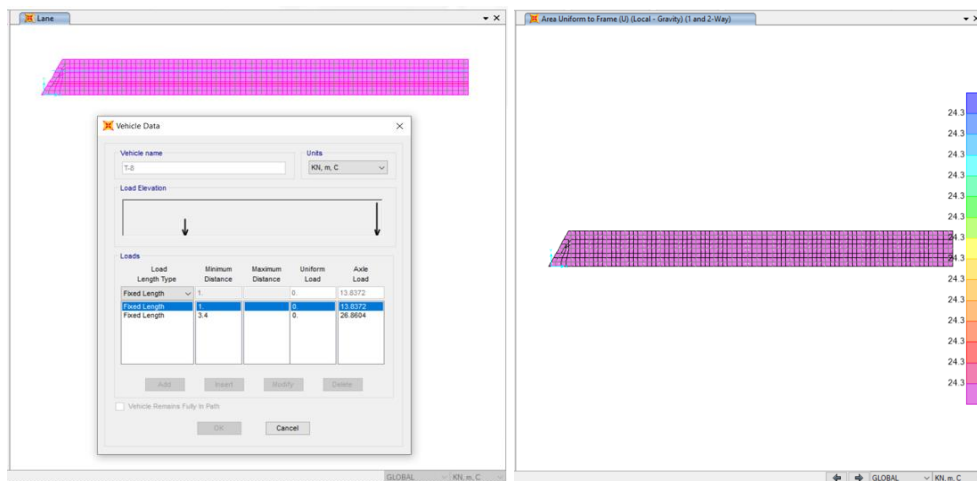 Lane
Vehicle Data
Vehicle name
T-8
Units
KN, m, C
Load Elevation
Loads
Load Length Type Minimum Distance Maximum Distance Uniform Load Axle Load
Fixed Length 1. 0. 13.8372
Fixed Length 1. 0. 13.8372
Fixed Length 3.4 0. 26.8604
Add Insert Modify Delete
Vehicle Remains Fully In Path
OK Cancel
GLOBAL KN, m, C
Area Uniform to Frame (U) (Local - Gravity) (1 and 2-Way)
24.3
24.3
24.3
24.3
24.3
24.3
24.3
24.3
24.3
24.3
24.3
24.3
24.3
24.3
GLOBAL KN, m, C